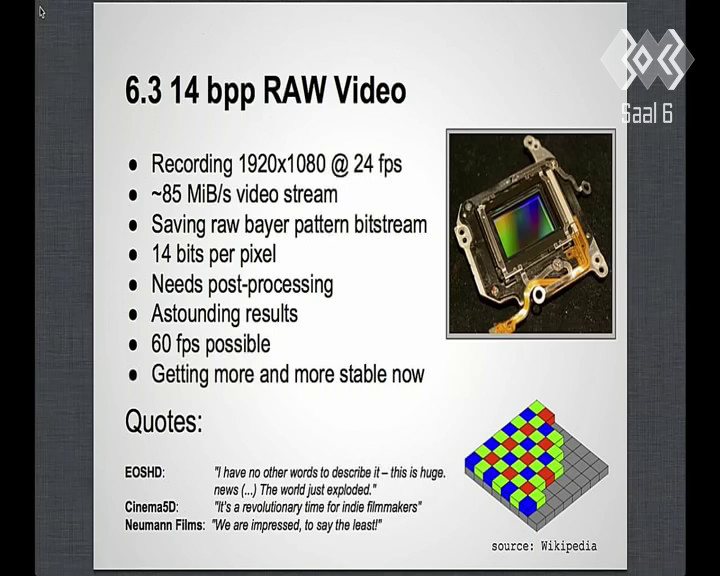 Saal 6
6.3 14 bpp RAW Video
● Recording 1920x1080 @ 24 fps
● ~85 MiB/s video stream
● Saving raw bayer pattern bitstream
● 14 bits per pixel
● Needs post-processing
● Astounding results
● 60 fps possible
● Getting more and more stable now
Quotes:
EOSHD: "I have no other words to describe it – this is huge.
news (...) The world just exploded."
Cinema5D: "It's a revolutionary time for indie filmmakers"
Neumann Films: "We are impressed, to say the least!"
source: Wikipedia